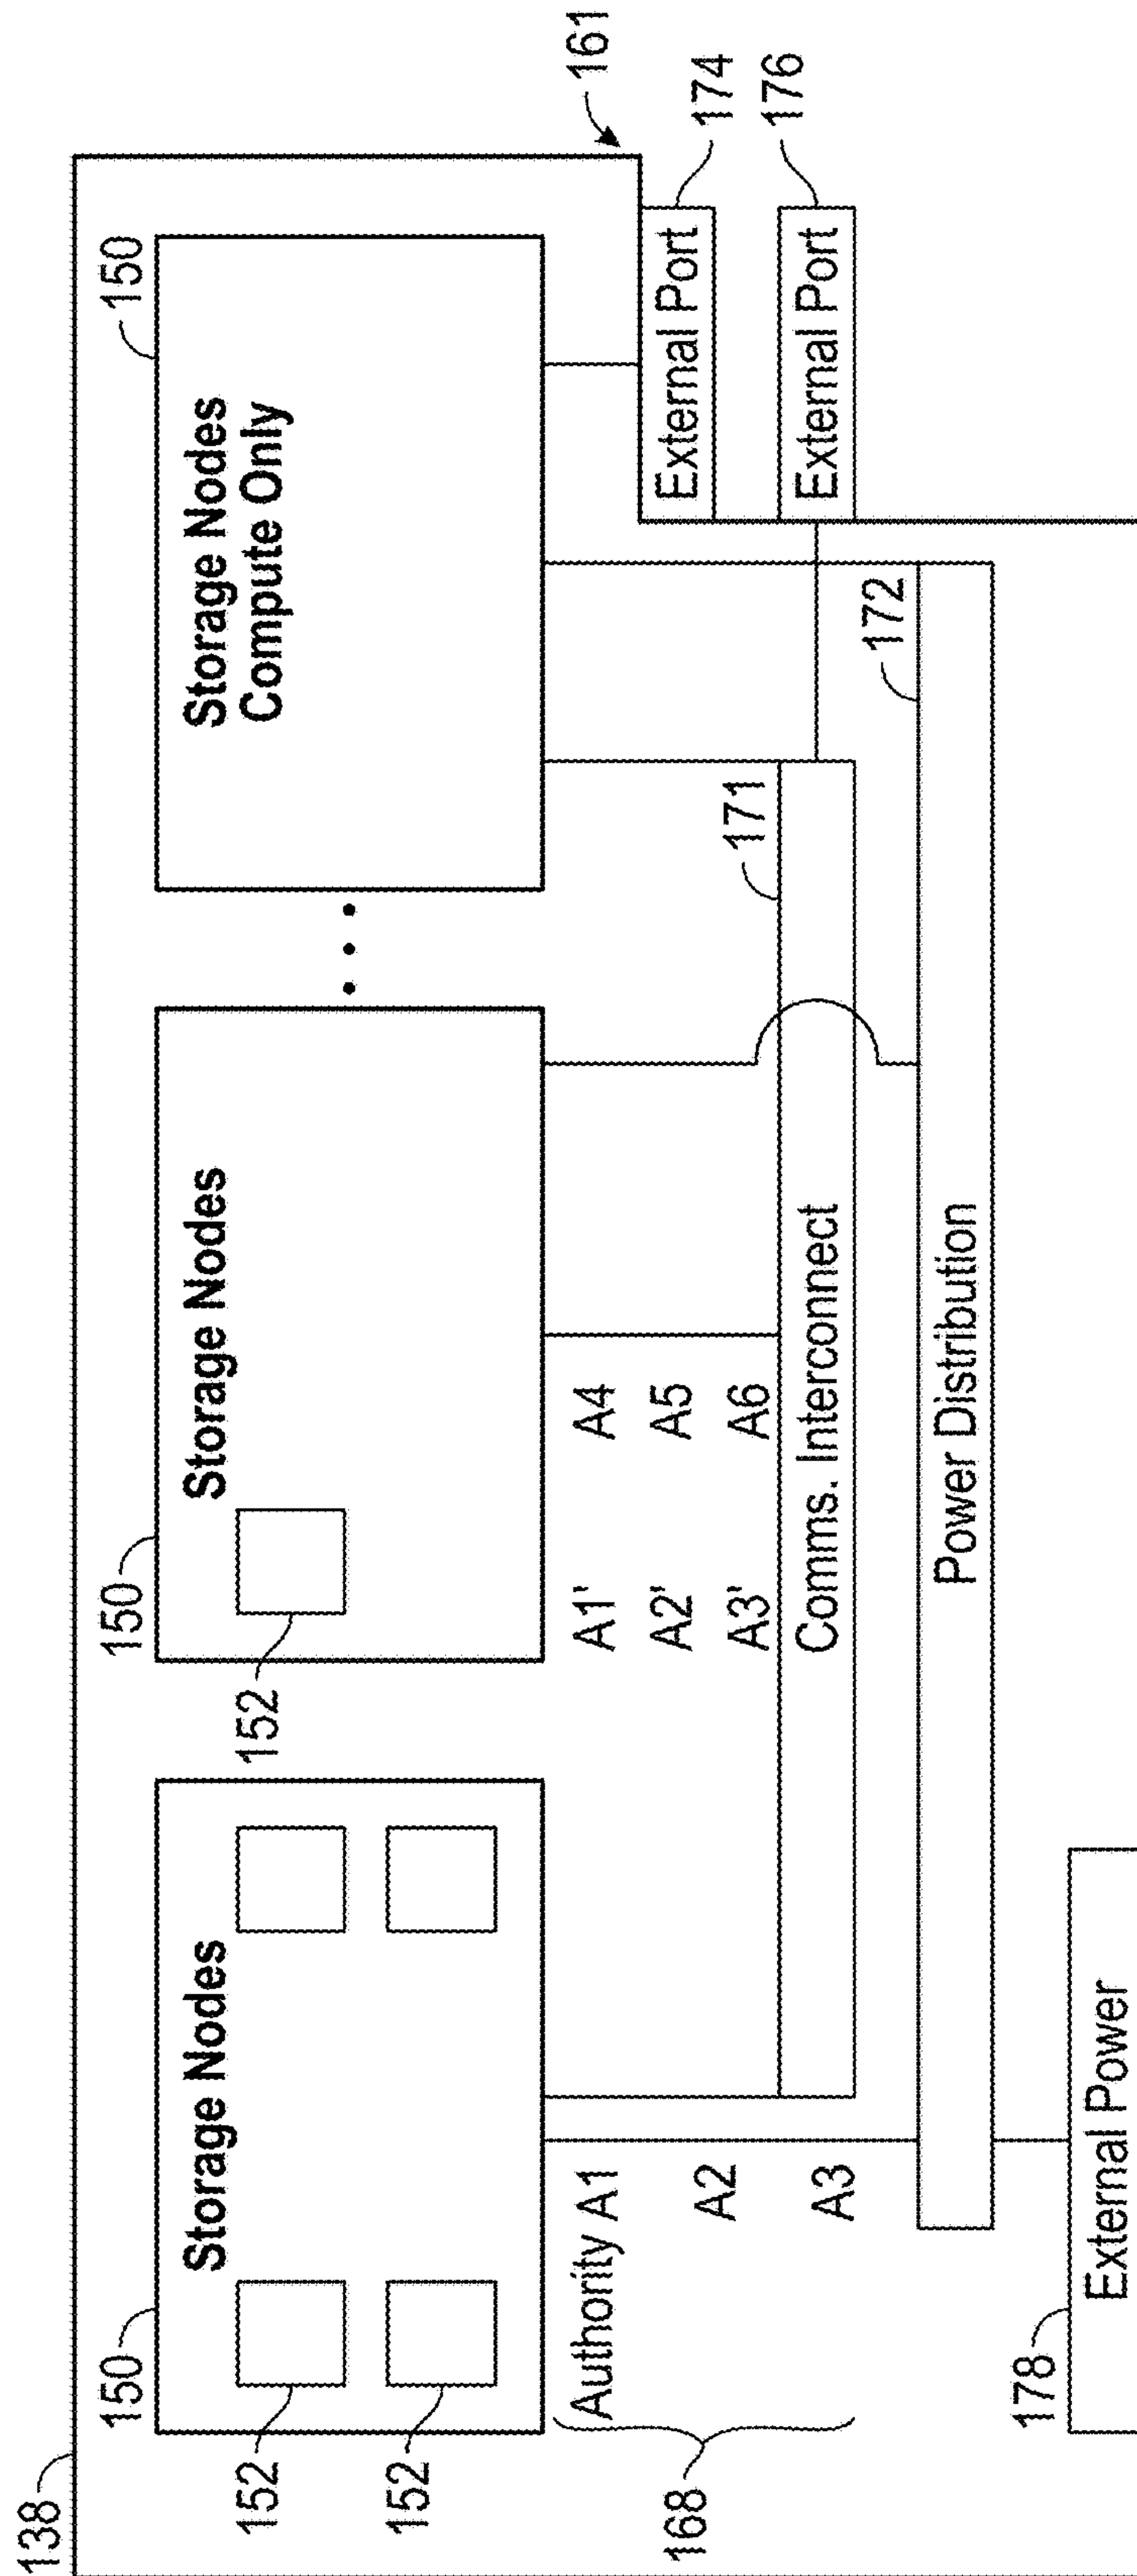 138
161
150
150
150
Storage Nodes
Storage Nodes
Storage Nodes
Compute Only
152
152
152
168
Authority A1
A2
A3
A1'
A2'
A3'
A4
A5
A6
171
Comms. Interconnect
172
Power Distribution
External Port
174
External Port
176
178
External Power